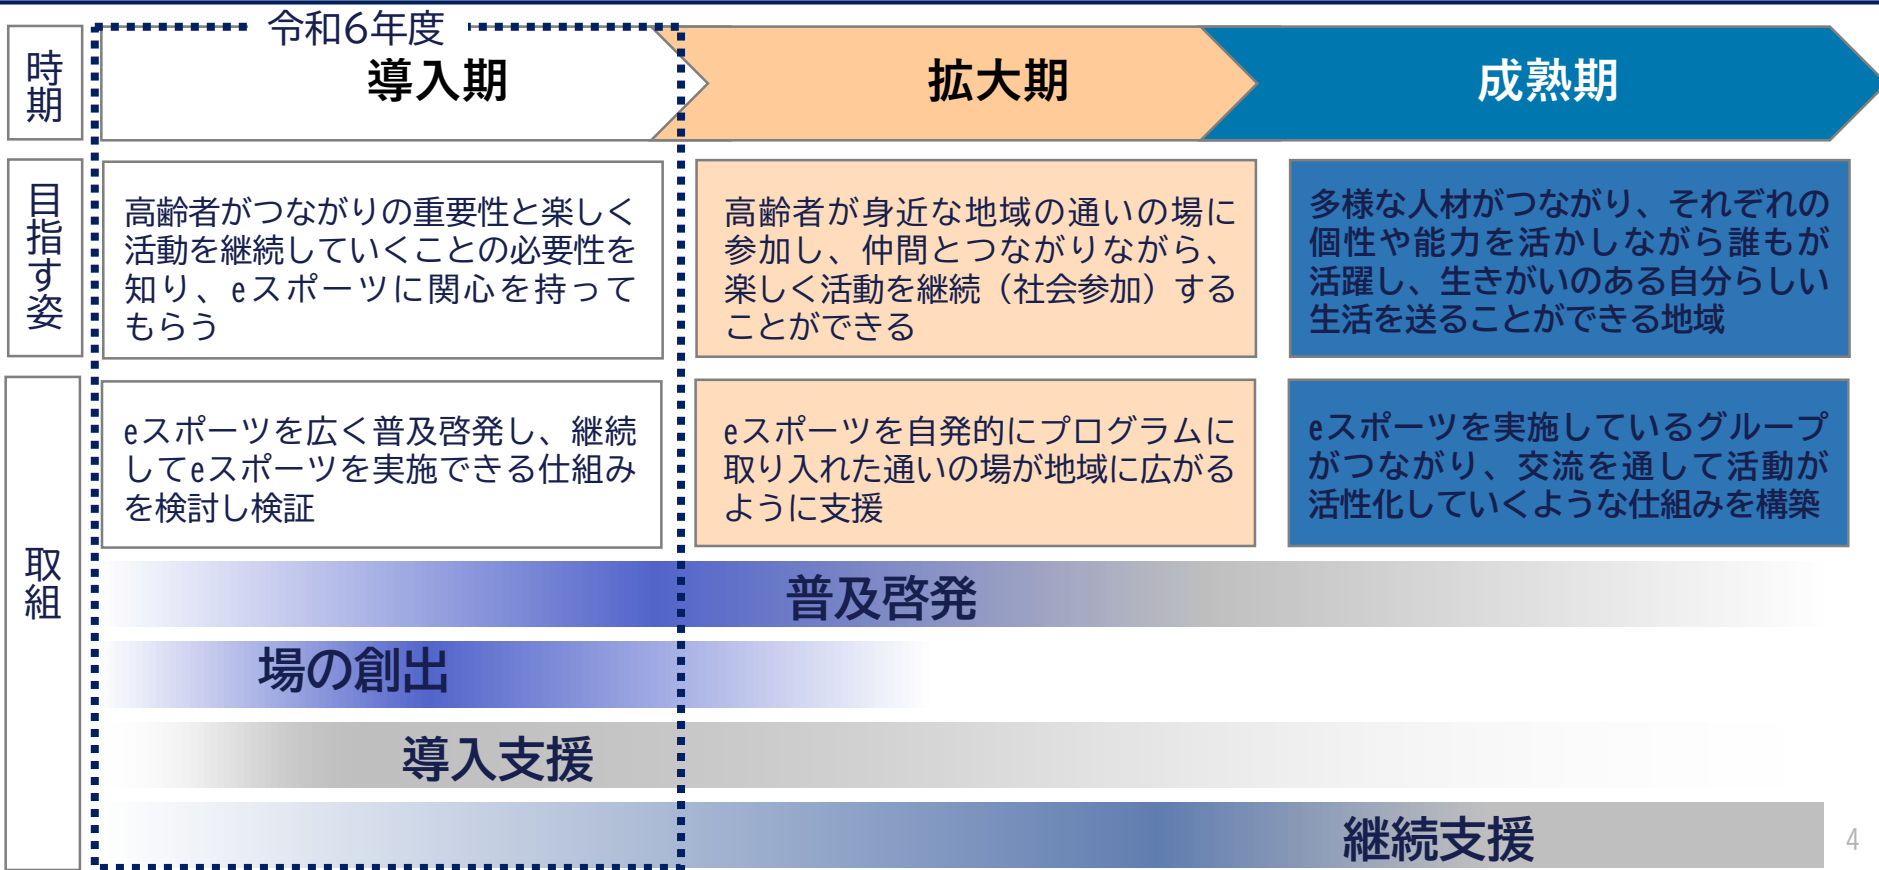 令和6年度
時期
導入期
拡大期
成熟期
目指す姿
高齢者がつながりの重要性と楽しく
活動を継続していくことの必要性を
知り、eスポーツに関心を持って
もらう
高齢者が身近な地域の通いの場に
参加し、仲間とつながりながら、
楽しく活動を継続（社会参加）する
ことができる
多様な人材がつながり、それぞれの
個性や能力を活かしながら誰もが
活躍し、生きがいのある自分らしい
生活を送ることができる地域
取組
eスポーツを広く普及啓発し、継続
してeスポーツを実施できる仕組み
を検討し検証
eスポーツを自発的にプログラムに
取り入れた通いの場が地域に広がる
ように支援
eスポーツを実施しているグループ
がつながり、交流を通して活動が
活性化していくような仕組みを構築
普及啓発
場の創出
導入支援
継続支援
4